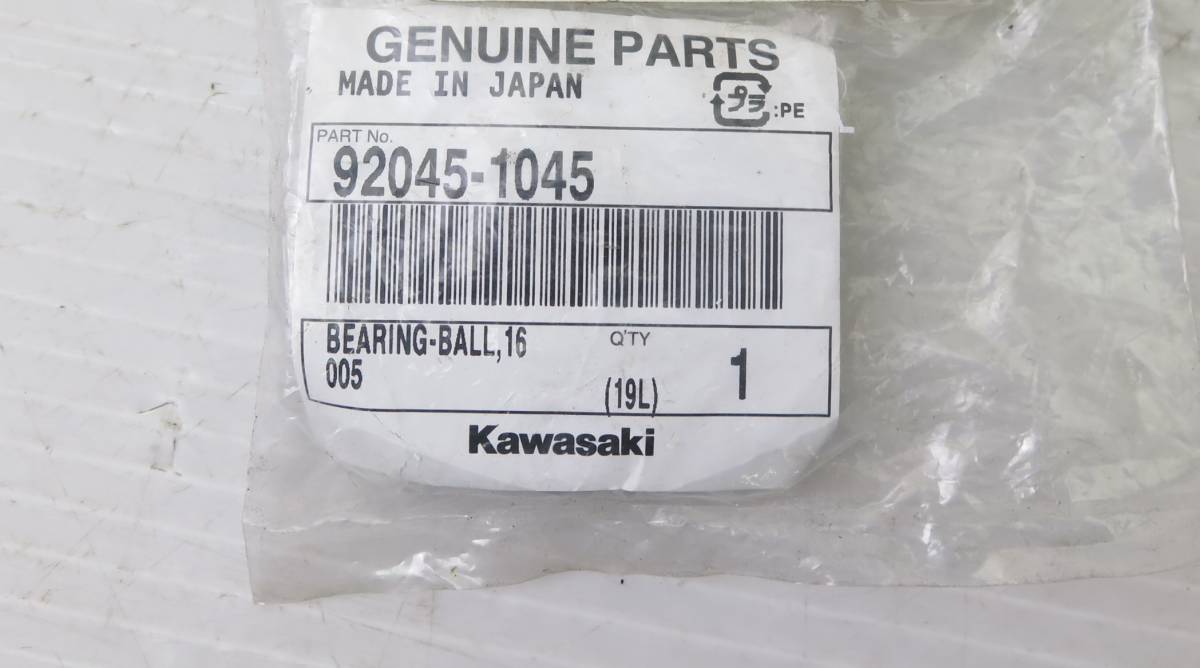 GENUINE PARTS
MADE IN JAPAN
プラ:PE
PART No.
92045-1045
BEARING-BALL,16
005
Q'TY
(19L)
1
Kawasaki